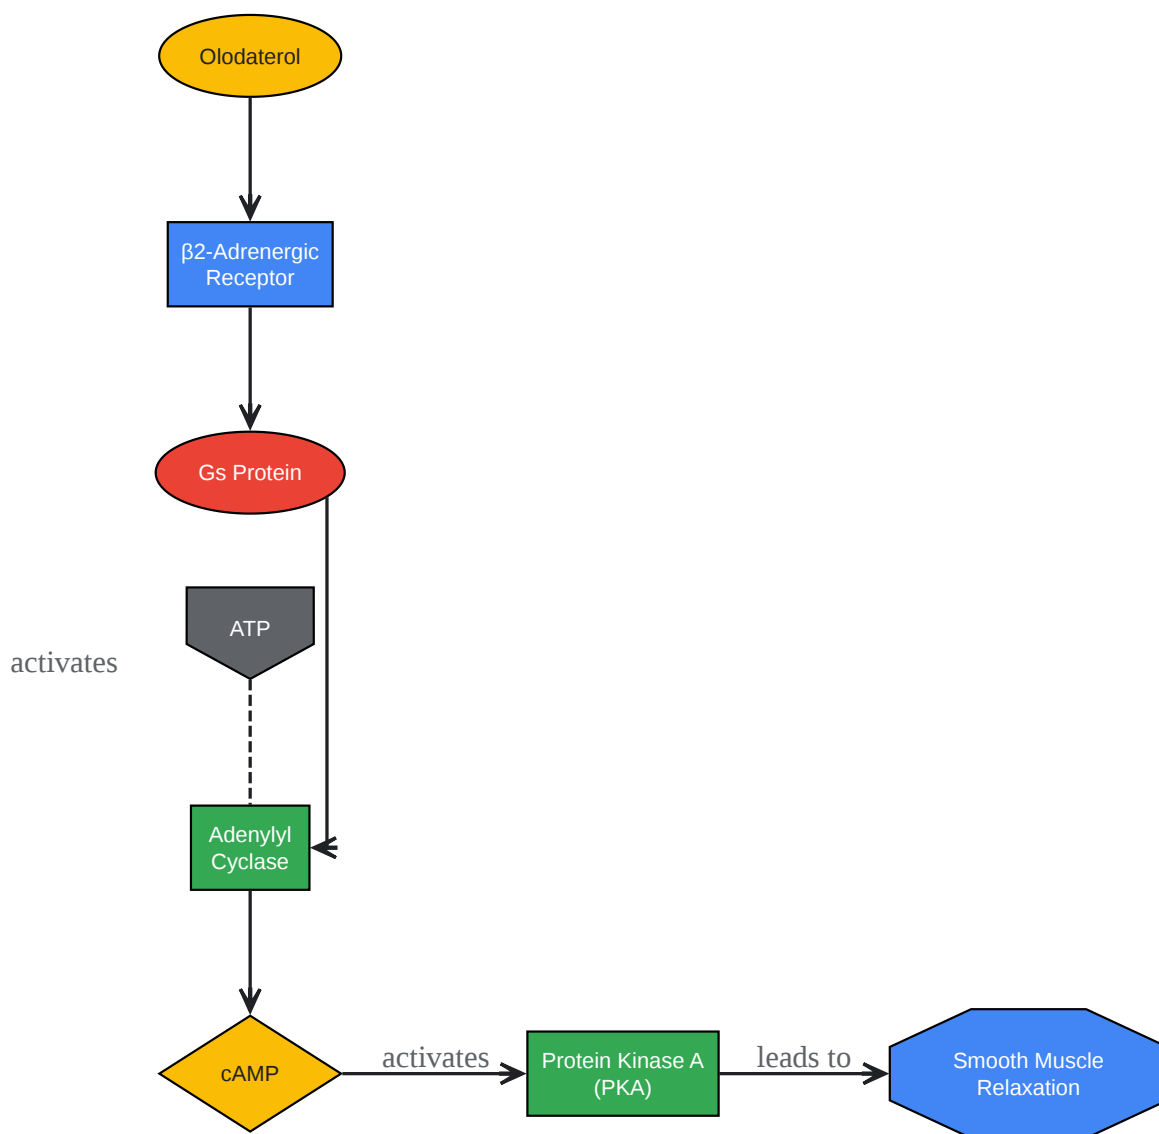 Olodaterol
β2-Adrenergic
Receptor
Gs Protein
ATP
activates
Adenylyl
Cyclase
cAMP
activates
Protein Kinase A
(PKA)
leads to
Smooth Muscle
Relaxation